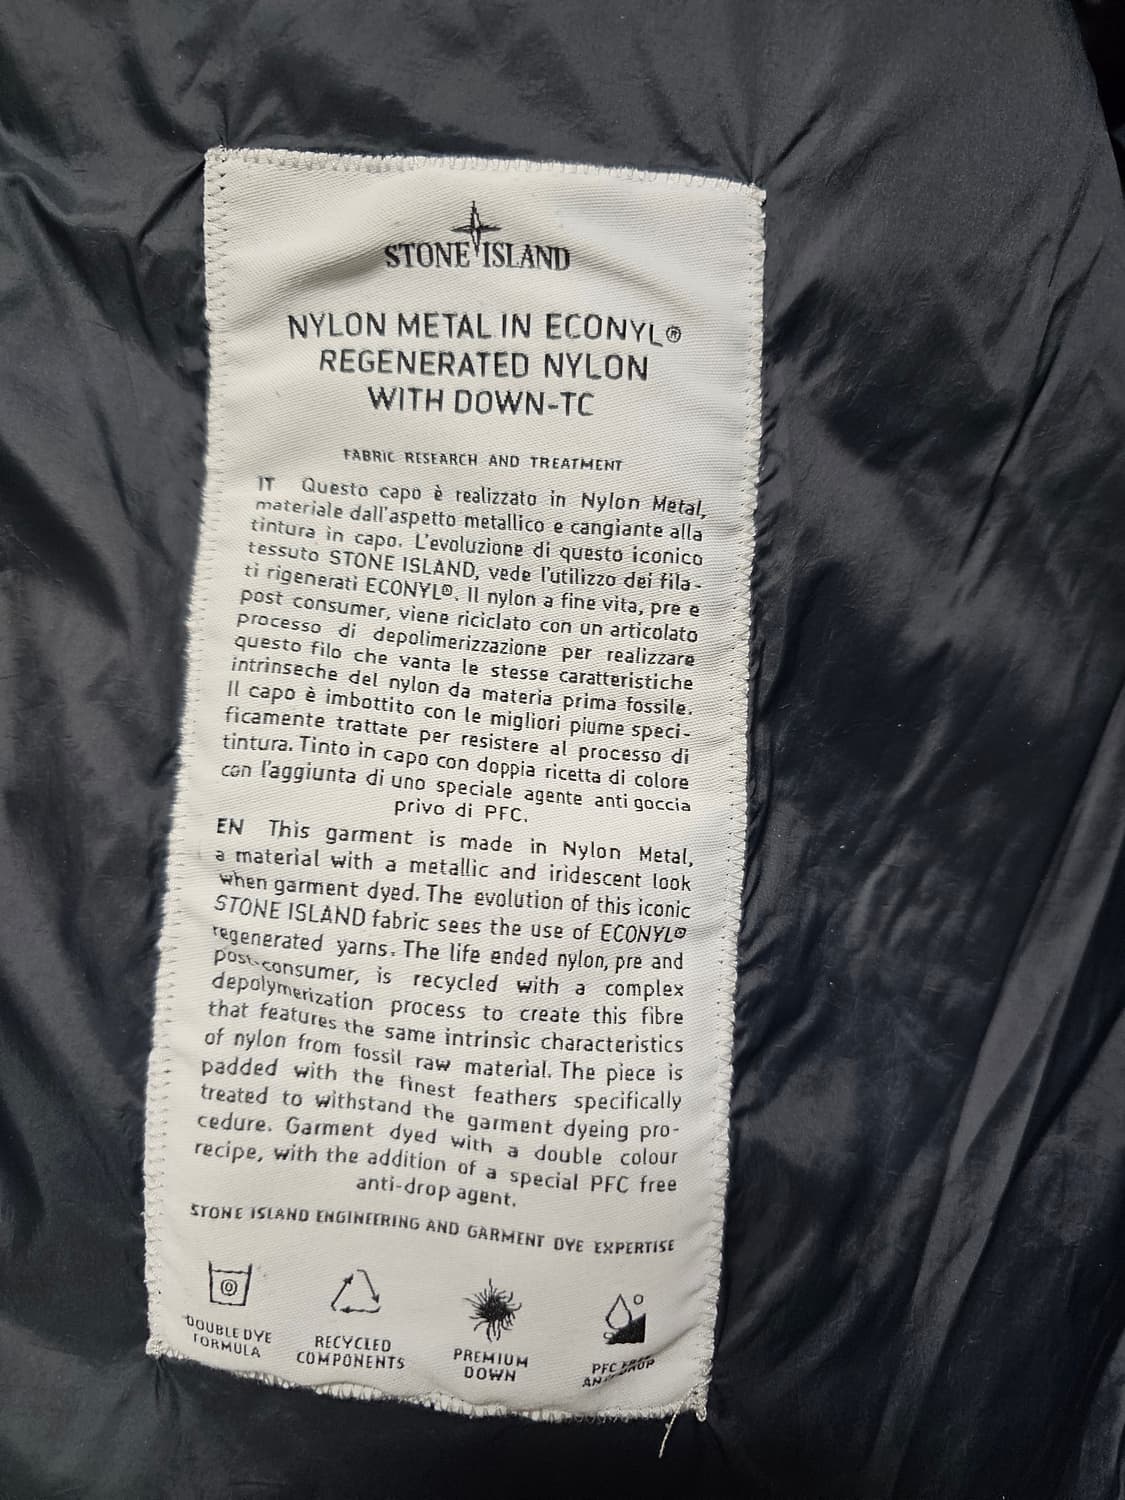 STONE ISLAND
NYLON METAL IN ECONYL®
REGENERATED NYLON
WITH DOWN-TC
FABRIC RESEARCH AND TREATMENT
IT Questo capo è realizzato in Nylon Metal,
materiale dall'aspetto metallico e cangiante alla
tintura in capo. L'evoluzione di questo iconico
tessuto STONE ISLAND, vede l'utilizzo dei fila-
ti rigenerati ECONYL®. Il nylon a fine vita, pre e
post consumer, viene riciclato con un articolato
processo di depolimerizzazione per realizzare
questo filo che vanta le stesse caratteristiche
intrinseche del nylon da materia prima fossile.
Il capo è imbottito con le migliori piume speci-
ficamente trattate per resistere al processo di
tintura. Tinto in capo con doppia ricetta di colore
con l'aggiunta di uno speciale agente anti goccia
privo di PFC.
EN This garment is made in Nylon Metal,
a material with a metallic and iridescent look
when garment dyed. The evolution of this iconic
STONE ISLAND fabric sees the use of ECONYL®
regenerated yarns. The life ended nylon, pre and
post-consumer, is recycled with a complex
depolymerization process to create this fibre
that features the same intrinsic characteristics
of nylon from fossil raw material. The piece is
padded with the finest feathers specifically
treated to withstand the garment dyeing pro-
cedure. Garment dyed with a double colour
recipe, with the addition of a special PFC free
anti-drop agent.
STONE ISLAND ENGINEERING AND GARMENT DYE EXPERTISE
DOUBLE DYE
FORMULA
RECYCLED
COMPONENTS
PREMIUM
DOWN
PFC